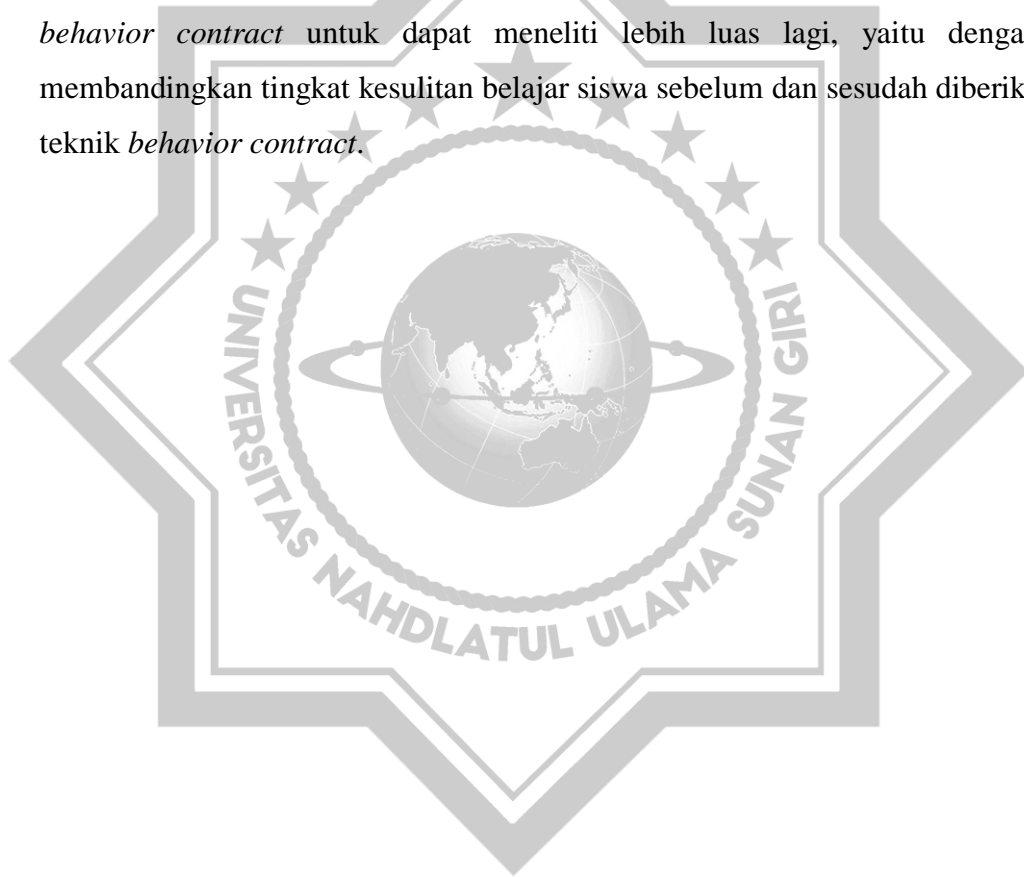 behavior contract untuk dapat meneliti lebih luas lagi, yaitu denga
membandingkan tingkat kesulitan belajar siswa sebelum dan sesudah diberik
teknik behavior contract.
UNIVERSITAS NAHDLATUL ULAMA SUNAN GIRI